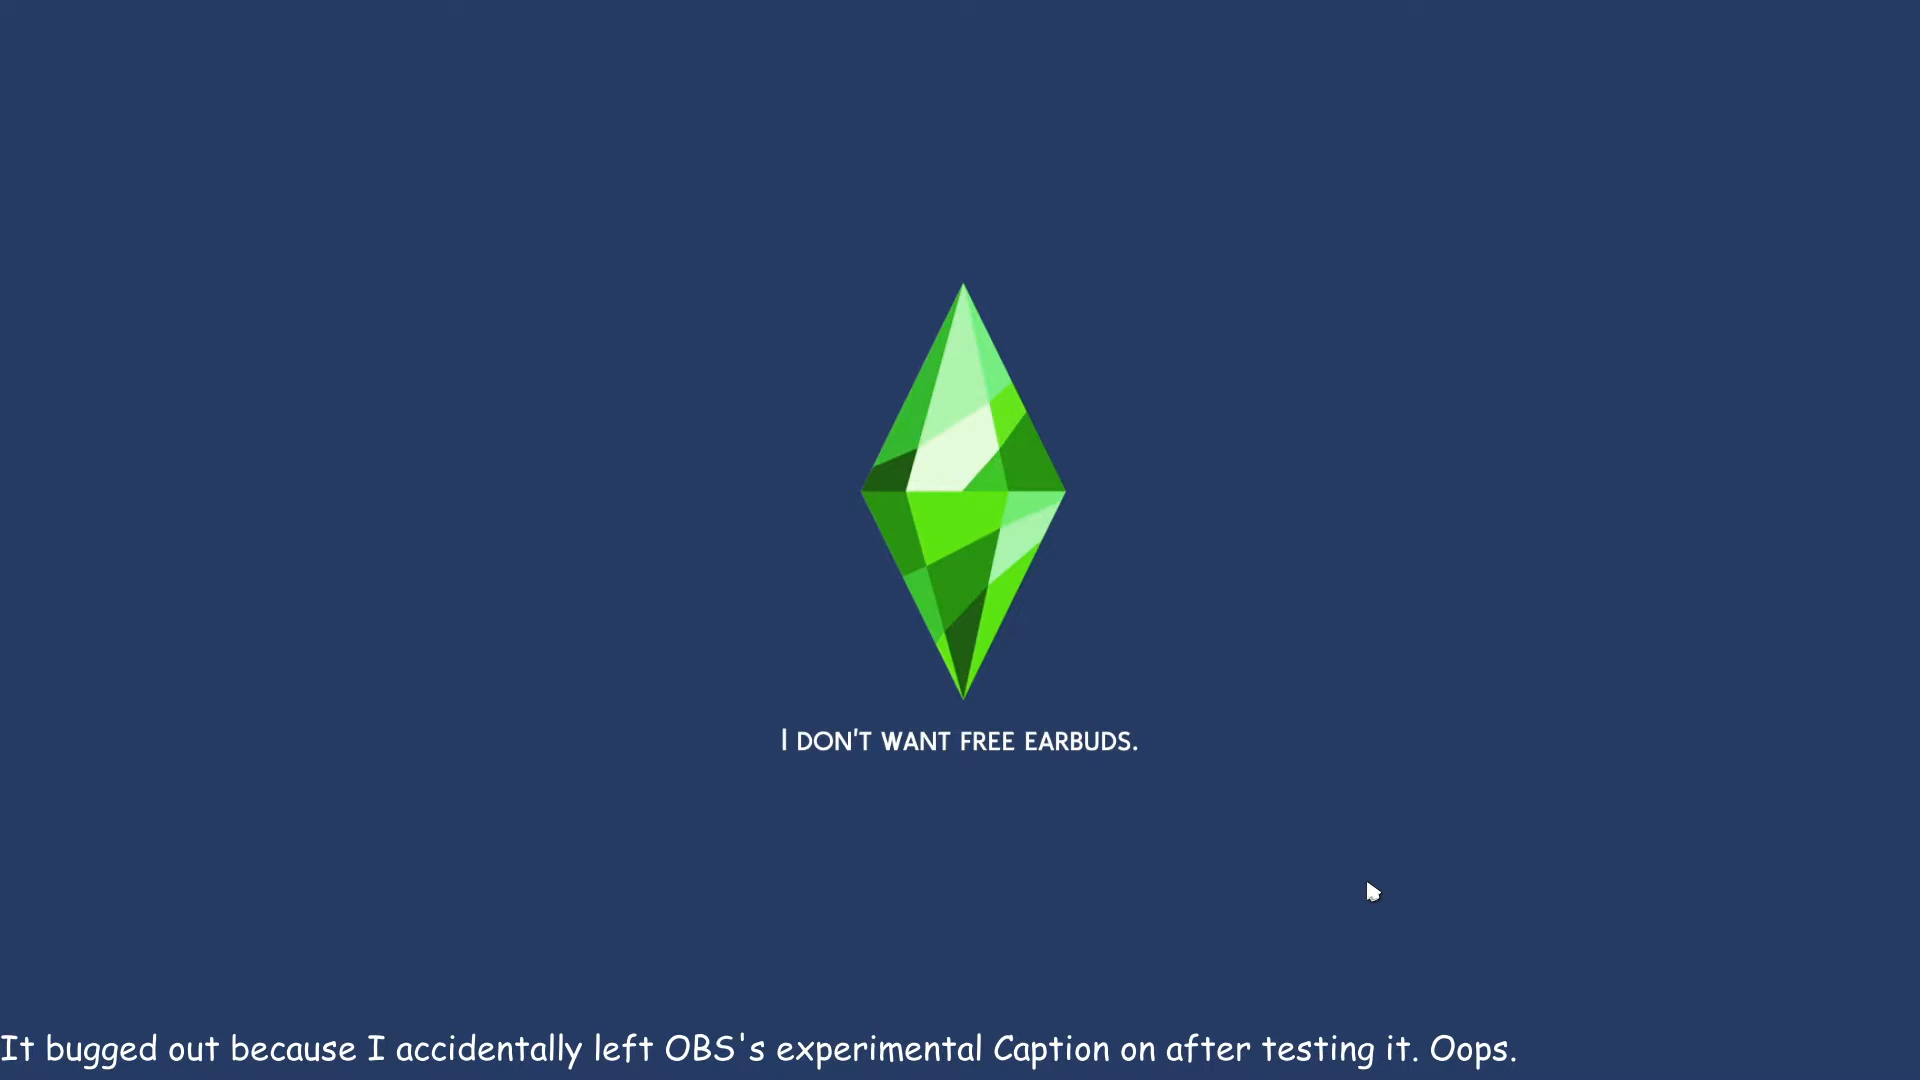 I DON'T WANT FREE EARBUDS.
It bugged out because I accidentally left OBS's experimental Caption on after testing it. Oops.